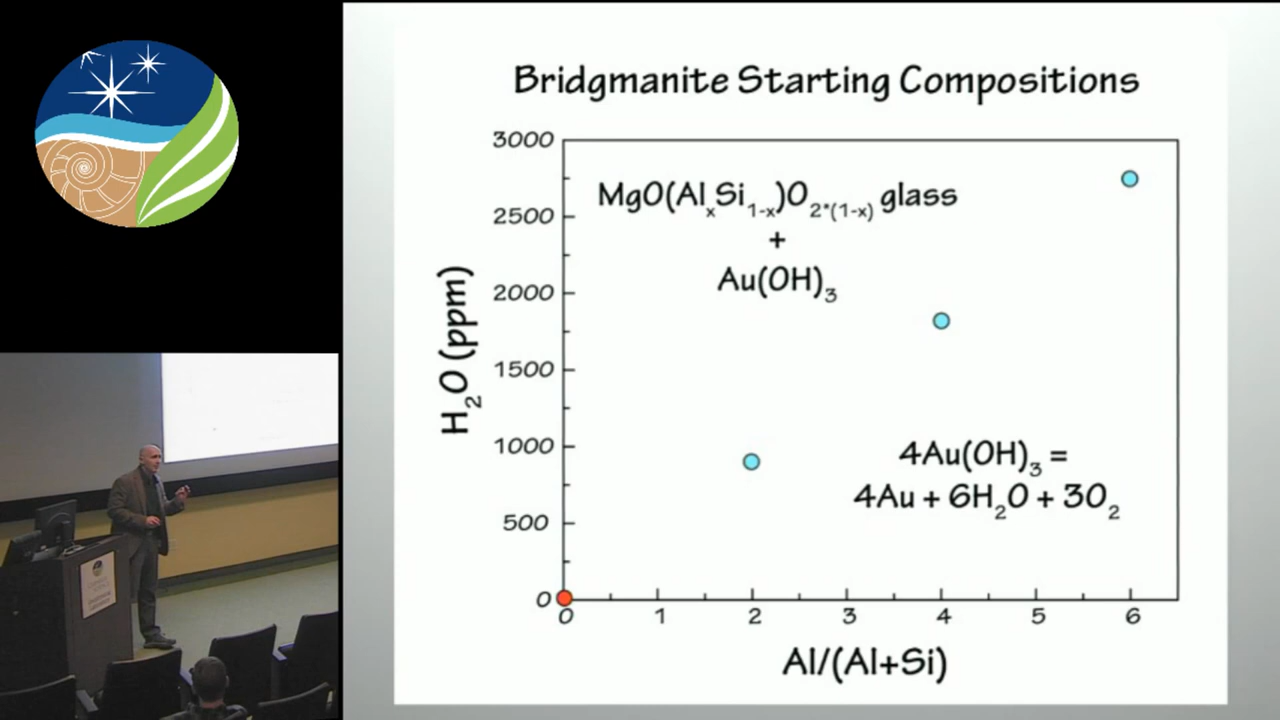 Bridgmanite Starting Compositions
3000
2500
2000
1500
1000
500
0
H₂O (ppm)
MgO(AlₓSi₁₋ₓ)O₂*₍₁₋ₓ₎ glass
+
Au(OH)₃
4Au(OH)₃ =
4Au + 6H₂O + 3O₂
0 1 2 3 4 5 6
Al/(Al+Si)